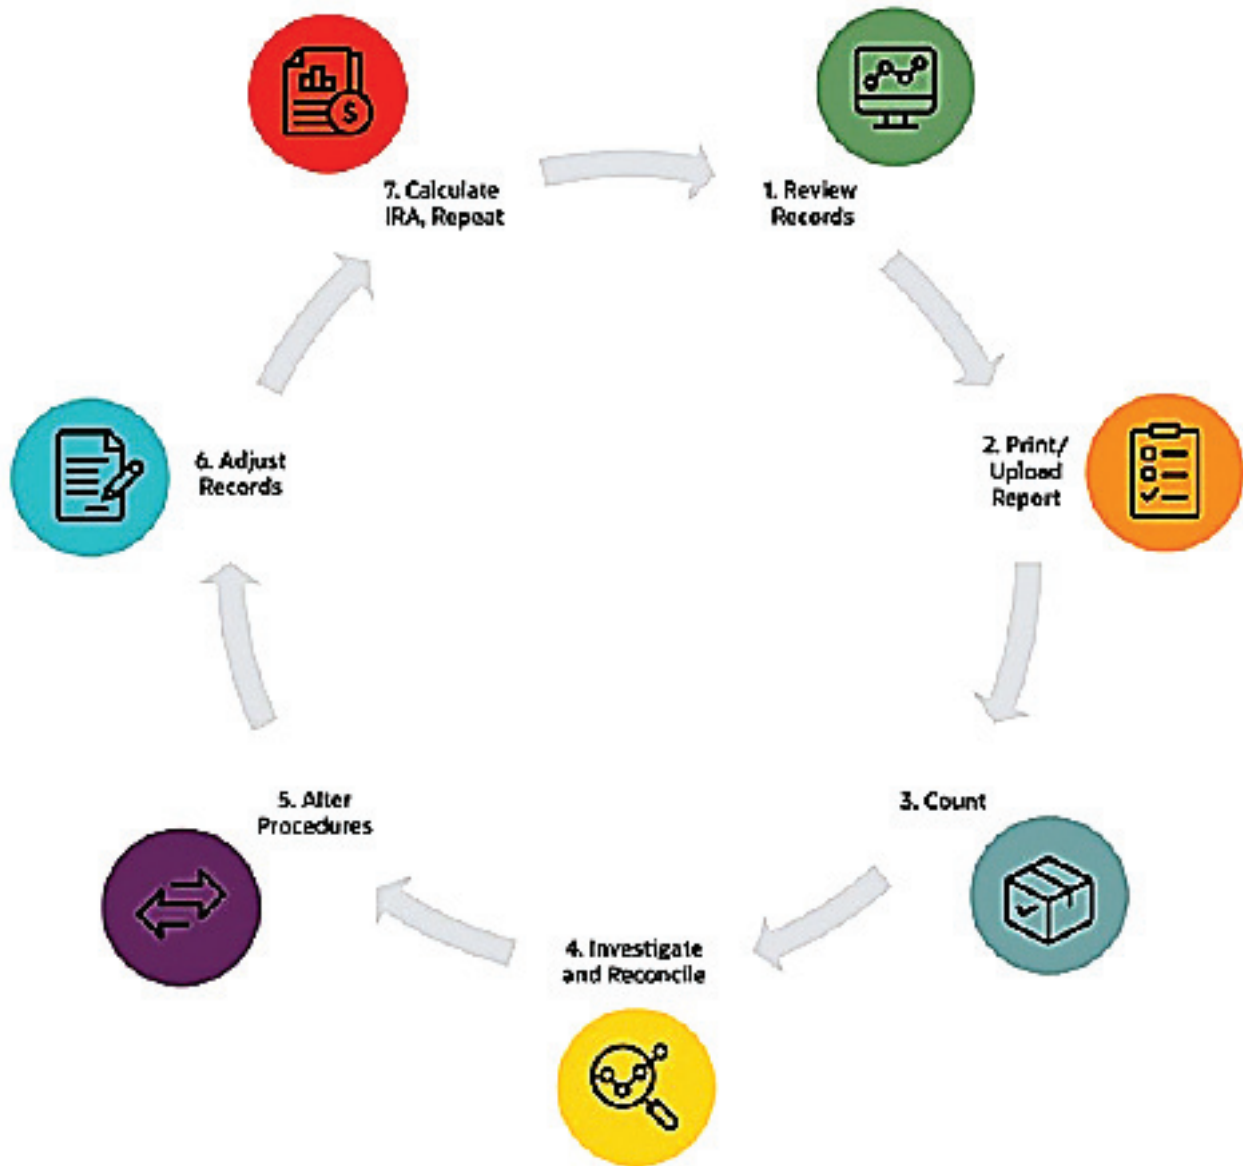 1. Review
Records
2. Print/
Upload
Report
3. Count
4. Investigate
and Reconcile
5. Alter
Procedures
6. Adjust
Records
7. Calculate
IRA, Repeat
$